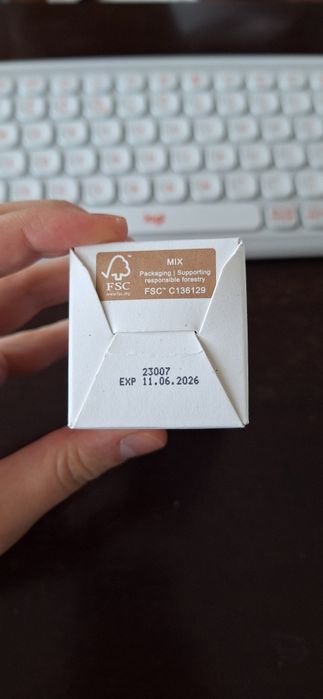 FSC
www.fsc.org
MIX
Packaging | Supporting
responsible forestry
FSC™ C136129
23007
EXP 11.06.2026